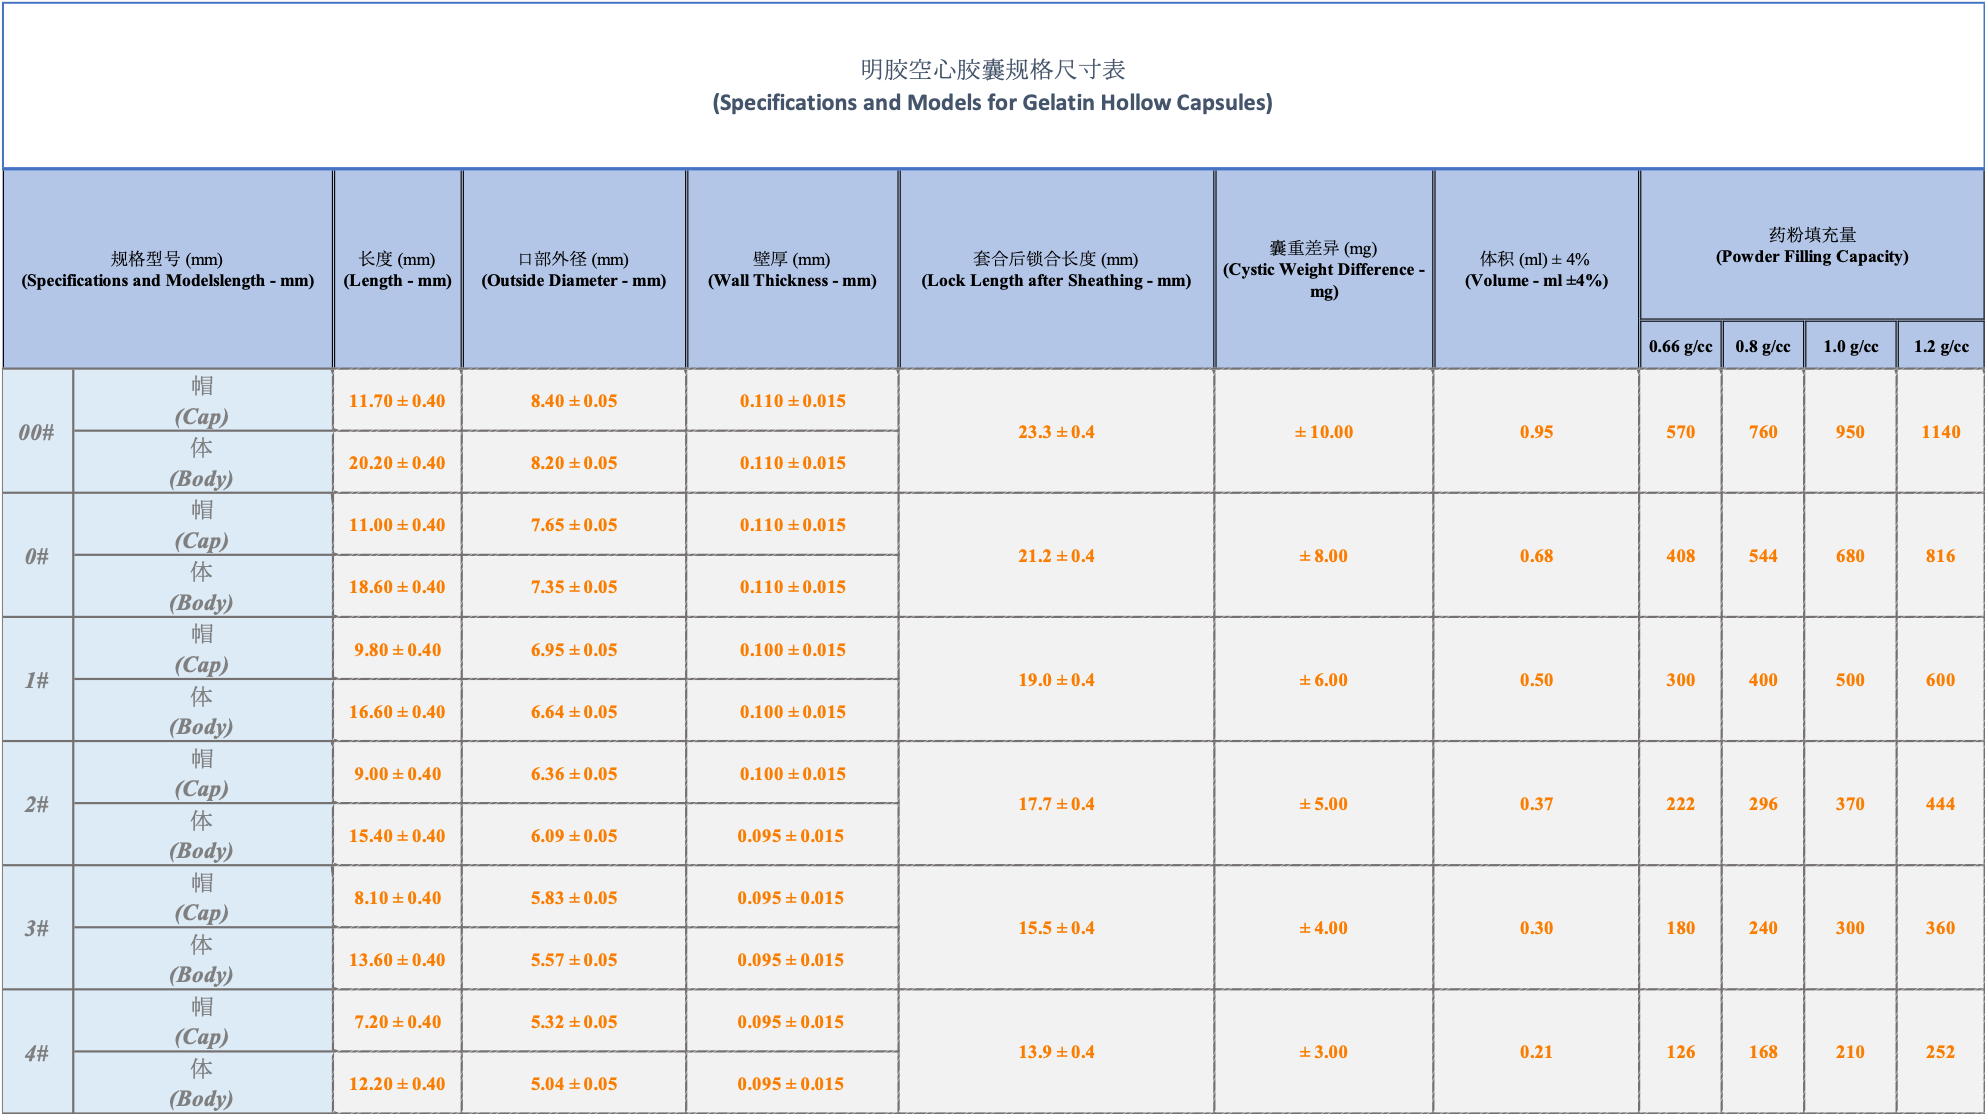 明胶空心胶囊规格尺寸表
(Specifications and Models for Gelatin Hollow Capsules)
规格型号 (mm)
(Specifications and Modelslength - mm)
长度 (mm)
(Length - mm)
口部外径 (mm)
(Outside Diameter - mm)
壁厚 (mm)
(Wall Thickness - mm)
套合后锁合长度 (mm)
(Lock Length after Sheathing - mm)
囊重差异 (mg)
(Cystic Weight Difference -
mg)
体积 (ml) ± 4%
(Volume - ml ±4%)
药粉填充量
(Powder Filling Capacity)
0.66 g/cc 0.8 g/cc 1.0 g/cc 1.2 g/cc
00#
帽
(Cap)
11.70 ± 0.40 8.40 ± 0.05 0.110 ± 0.015
体
(Body)
20.20 ± 0.40 8.20 ± 0.05 0.110 ± 0.015
23.3 ± 0.4 ± 10.00 0.95 570 760 950 1140
0#
帽
(Cap)
11.00 ± 0.40 7.65 ± 0.05 0.110 ± 0.015
体
(Body)
18.60 ± 0.40 7.35 ± 0.05 0.110 ± 0.015
21.2 ± 0.4 ± 8.00 0.68 408 544 680 816
1#
帽
(Cap)
9.80 ± 0.40 6.95 ± 0.05 0.100 ± 0.015
体
(Body)
16.60 ± 0.40 6.64 ± 0.05 0.100 ± 0.015
19.0 ± 0.4 ± 6.00 0.50 300 400 500 600
2#
帽
(Cap)
9.00 ± 0.40 6.36 ± 0.05 0.100 ± 0.015
体
(Body)
15.40 ± 0.40 6.09 ± 0.05 0.095 ± 0.015
17.7 ± 0.4 ± 5.00 0.37 222 296 370 444
3#
帽
(Cap)
8.10 ± 0.40 5.83 ± 0.05 0.095 ± 0.015
体
(Body)
13.60 ± 0.40 5.57 ± 0.05 0.095 ± 0.015
15.5 ± 0.4 ± 4.00 0.30 180 240 300 360
4#
帽
(Cap)
7.20 ± 0.40 5.32 ± 0.05 0.095 ± 0.015
体
(Body)
12.20 ± 0.40 5.04 ± 0.05 0.095 ± 0.015
13.9 ± 0.4 ± 3.00 0.21 126 168 210 252